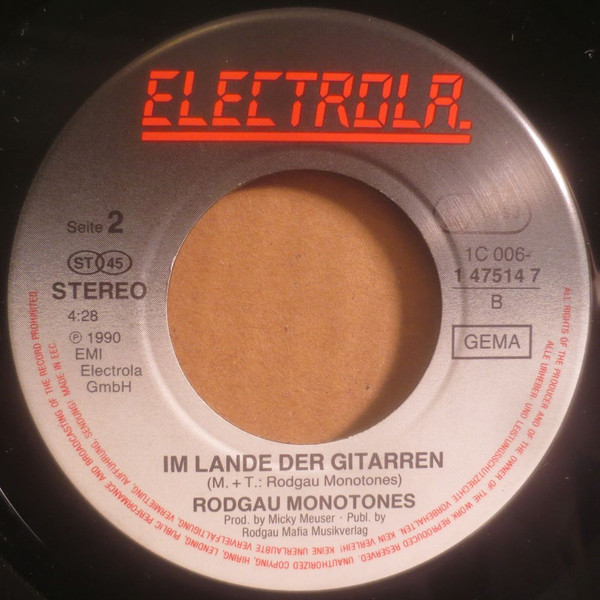 ELECTROLA.
Seite 2
ST 45
STEREO
4:28
℗ 1990
EMI
Electrola
GmbH
1C 006-
1 47514 7
B
GEMA
IM LANDE DER GITARREN
(M. + T.: Rodgau Monotones)
RODGAU MONOTONES
Prod. by Micky Meuser · Publ. by
Rodgau Mafia Musikverlag
ALL RIGHTS OF THE PRODUCER AND OF THE OWNER OF THE WORK REPRODUCED RESERVED. UNAUTHORIZED COPYING, HIRING, LENDING, PUBLIC PERFORMANCE AND BROADCASTING OF THE RECORD PROHIBITED.
ALLE URHEBER- UND LEISTUNGSSCHUTZRECHTE VORBEHALTEN. KEIN VERLEIH! KEINE UNERLAUBTE VERVIELFÄLTIGUNG, VERMIETUNG, AUFFÜHRUNG, SENDUNG! MADE IN EEC.